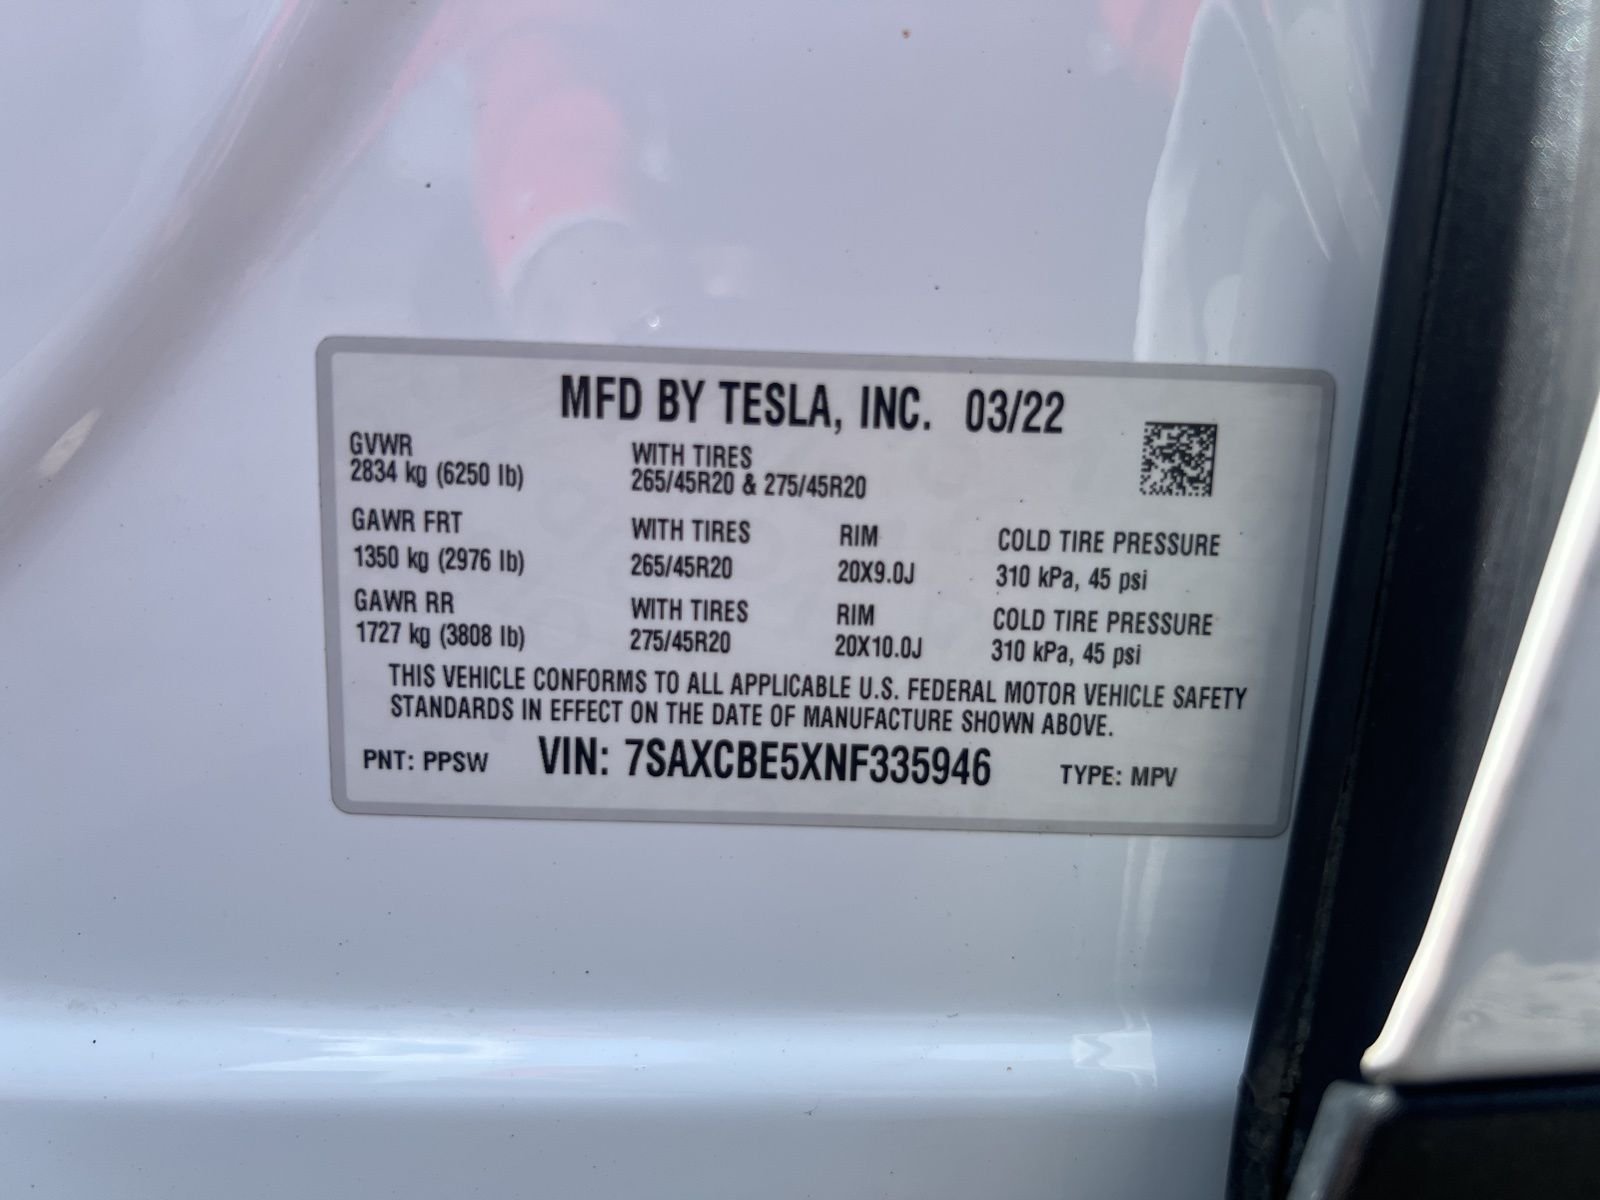 MFD BY TESLA, INC. 03/22
GVWR WITH TIRES
2834 kg (6250 lb) 265/45R20 & 275/45R20
GAWR FRT WITH TIRES RIM COLD TIRE PRESSURE
1350 kg (2976 lb) 265/45R20 20X9.0J 310 kPa, 45 psi
GAWR RR WITH TIRES RIM COLD TIRE PRESSURE
1727 kg (3808 lb) 275/45R20 20X10.0J 310 kPa, 45 psi
THIS VEHICLE CONFORMS TO ALL APPLICABLE U.S. FEDERAL MOTOR VEHICLE SAFETY
STANDARDS IN EFFECT ON THE DATE OF MANUFACTURE SHOWN ABOVE.
PNT: PPSW VIN: 7SAXCBE5XNF335946 TYPE: MPV